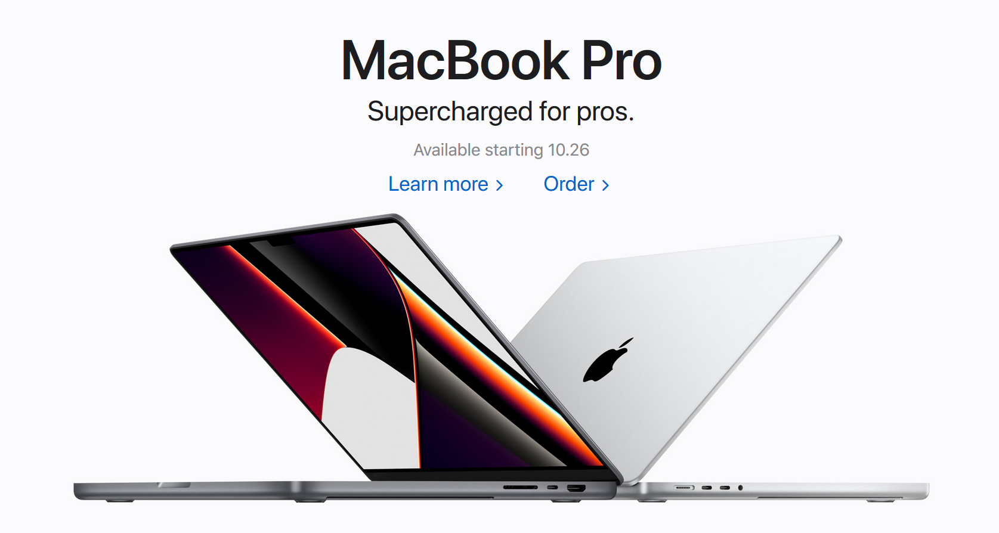 MacBook Pro
Supercharged for pros.
Available starting 10.26
Learn more >
Order >